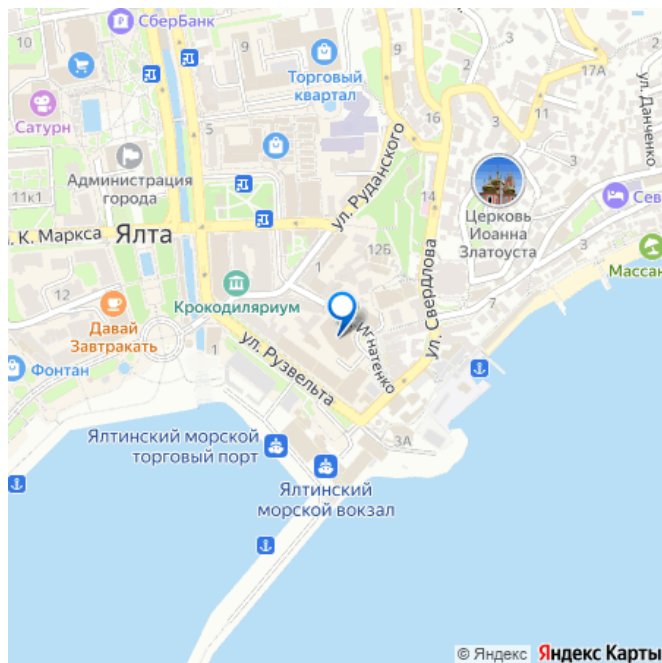 СберБанк
9
3
2
10
9
Торговый
квартал
17А
Сатурн
5
16
11
ул. Данченко
Администрация
города
3
11к1
ул. Руданского
14
Сев
Церковь
Иоанна
Златоуста
К. Маркса
Ялта
12Б
Массан
1
ул. Свердлова
12
Крокодиляриум
7
Давай
Завтракать
Игнатенко
1
ул. Рузвельта
Фонтан
Ялтинский морской
торговый порт
3А
Ялтинский
морской вокзал
© Яндекс Яндекс Карты